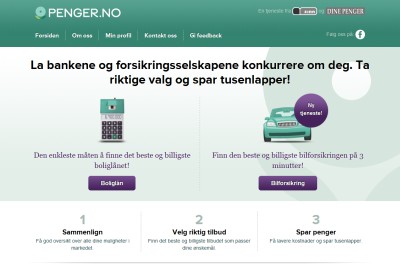 PENGER.NO
En tjeneste fra
og
DINE PENGER
Forsiden
Om oss
Min profil
Kontakt oss
Gi feedback
Følg oss på
La bankene og forsikringsselskapene konkurrere om deg. Ta
riktige valg og spar tusenlapper!
Ny
tjeneste!
Den enkleste måten å finne det beste og billigste
boliglånet!
Boliglån
Finn den beste og billigste bilforsikringen på 3
minutter!
Bilforsikring
1
Sammenlign
Få god oversikt over alle dine muligheter i
markedet.
2
Velg riktig tilbud
Finn det beste og billigste tilbudet som passer
dine ønskemål.
3
Spar penger
Få lavere kostnader og spar tusenlapper.